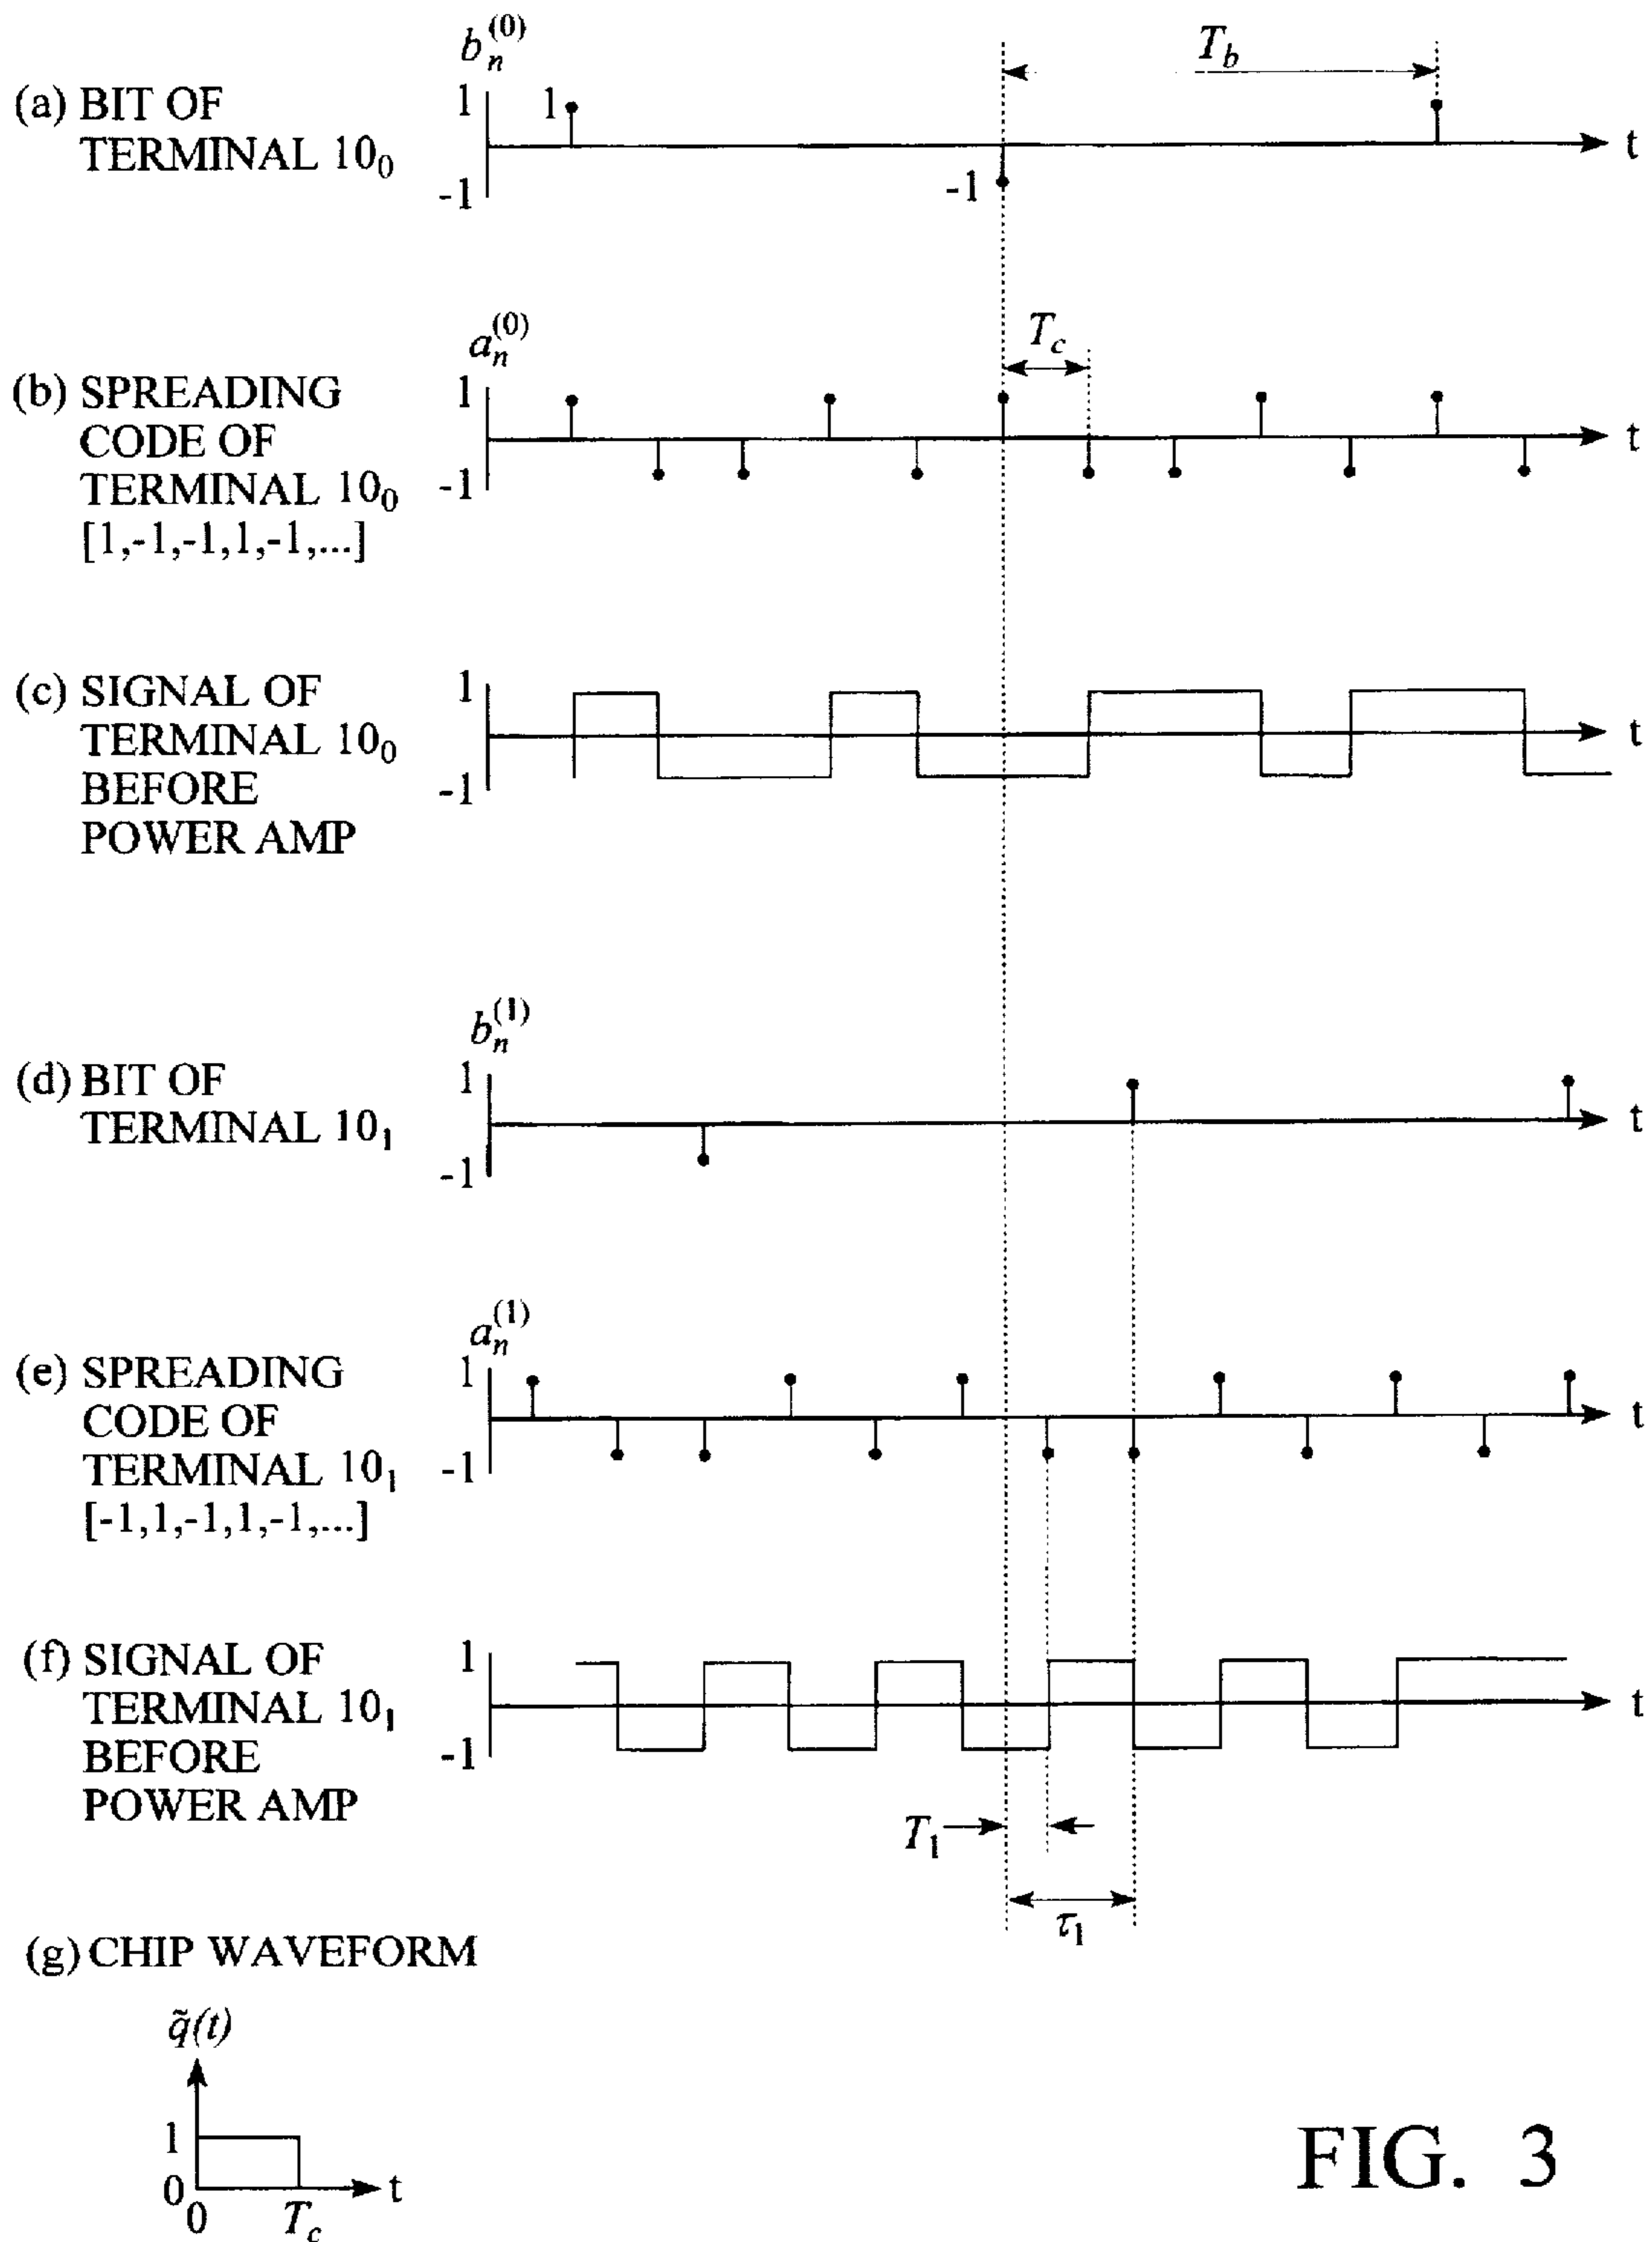 b_n^(0)
T_b
(a) BIT OF
TERMINAL 10_0
1
-1
1
-1
t
a_n^(0)
T_c
(b) SPREADING
CODE OF
TERMINAL 10_0
[1,-1,-1,1,-1,...]
1
-1
t
(c) SIGNAL OF
TERMINAL 10_0
BEFORE
POWER AMP
1
-1
t
b_n^(1)
(d) BIT OF
TERMINAL 10_1
1
-1
t
a_n^(1)
(e) SPREADING
CODE OF
TERMINAL 10_1
[-1,1,-1,1,-1,...]
1
-1
t
(f) SIGNAL OF
TERMINAL 10_1
BEFORE
POWER AMP
1
-1
t
T_1
τ_1
(g) CHIP WAVEFORM
q̃(t)
1
0
0
T_c
t
FIG. 3